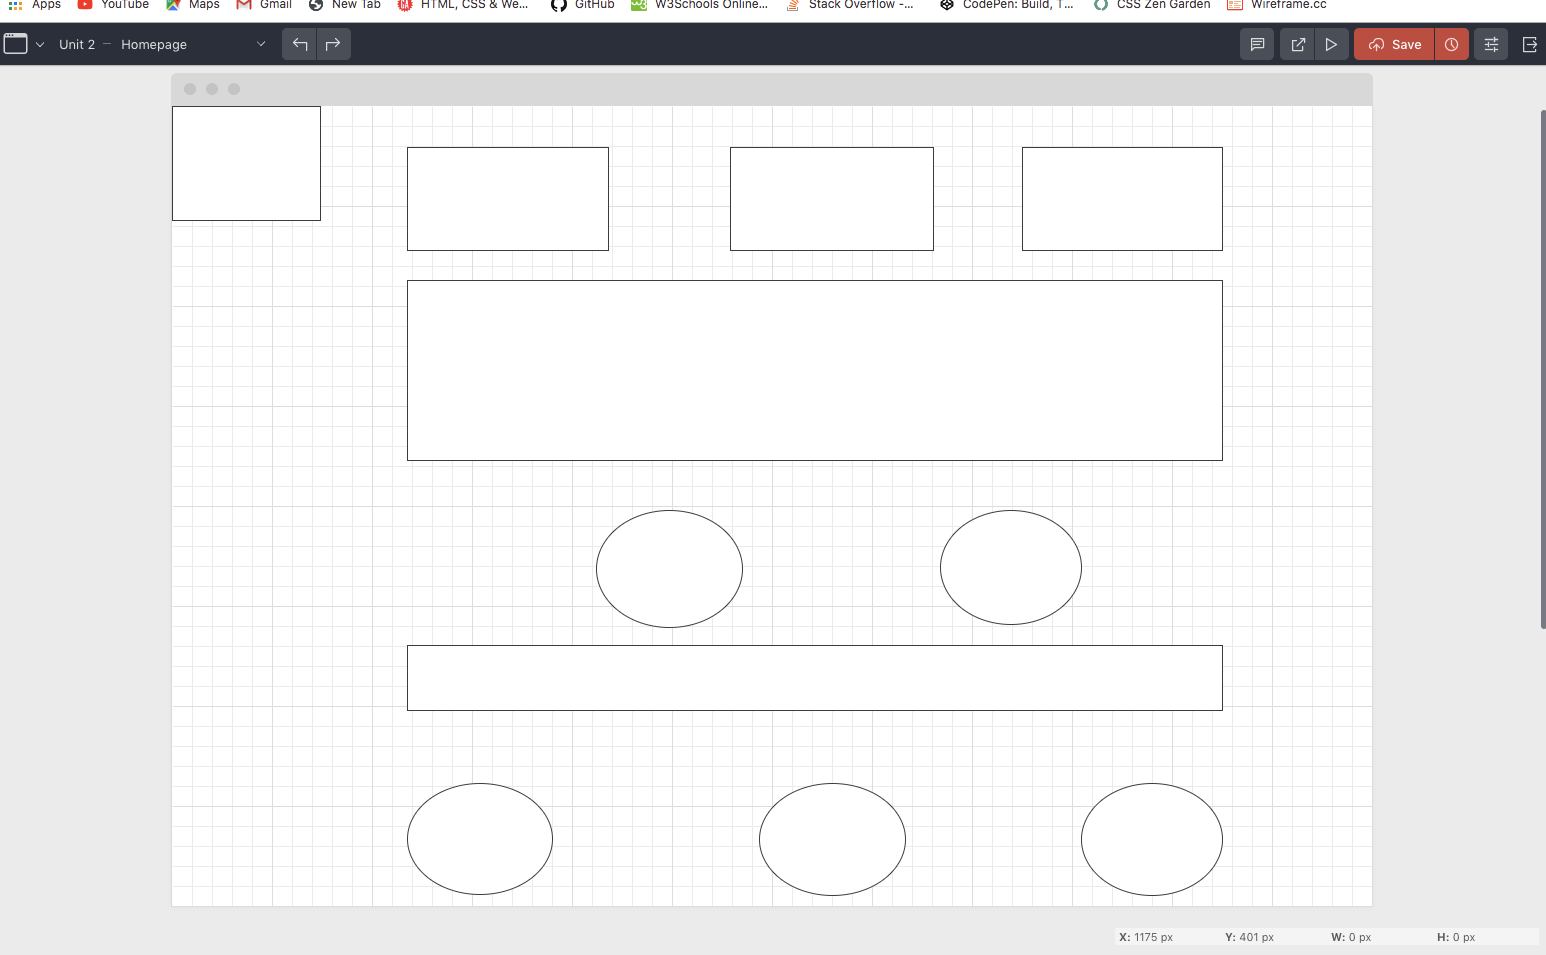 Apps YouTube Maps Gmail New Tab HTML, CSS & We... GitHub W3Schools Online... Stack Overflow -... CodePen: Build, T... CSS Zen Garden Wireframe.cc
Unit 2 – Homepage Save
X: 1175 px Y: 401 px W: 0 px H: 0 px